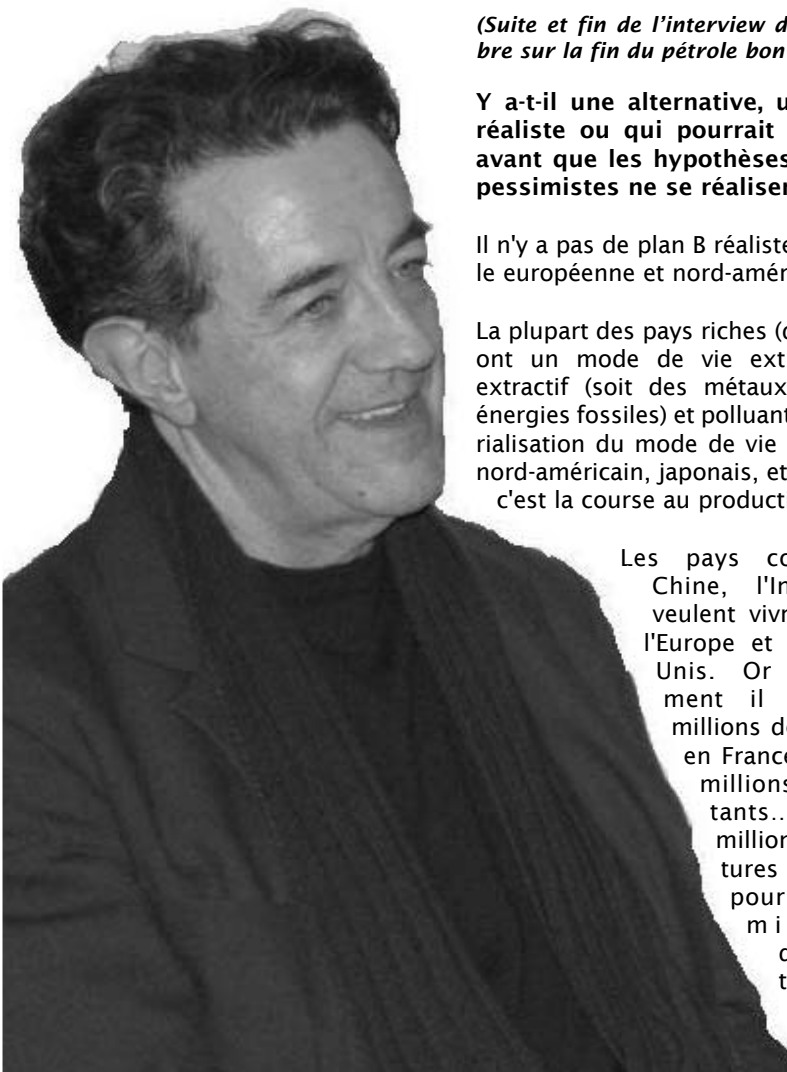 (Suite et fin de l’interview d
bre sur la fin du pétrole bon
Y a-t-il une alternative, u
réaliste ou qui pourrait
avant que les hypothèses
pessimistes ne se réaliser
Il n'y a pas de plan B réaliste
le européenne et nord-amér
La plupart des pays riches (
ont un mode de vie ext
extractif (soit des métaux
énergies fossiles) et polluant
rialisation du mode de vie
nord-américain, japonais, et
c'est la course au product
Les pays co
Chine, l'In
veulent vivr
l'Europe et
Unis. Or
ment il
millions de
en France
millions
tants...
million
tures
pour
mi
t